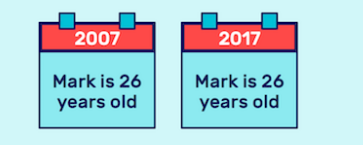 2007
Mark is 26
years old
2017
Mark is 26
years old